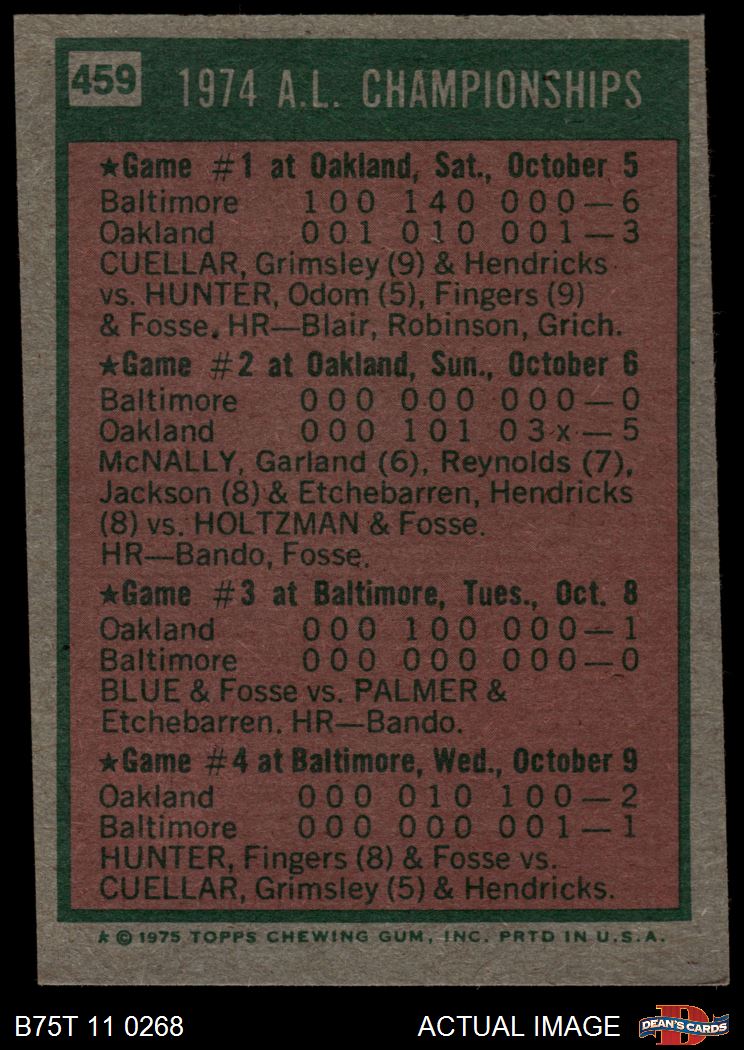 459 1974 A.L. CHAMPIONSHIPS
★Game #1 at Oakland, Sat., October 5
Baltimore 100 140 000—6
Oakland 001 010 001—3
CUELLAR, Grimsley (9) & Hendricks
vs. HUNTER, Odom (5), Fingers (9)
& Fosse. HR—Blair, Robinson, Grich.
★Game #2 at Oakland, Sun., October 6
Baltimore 000 000 000—0
Oakland 000 101 03x—5
McNALLY, Garland (6), Reynolds (7),
Jackson (8) & Etchebarren, Hendricks
(8) vs. HOLTZMAN & Fosse.
HR—Bando, Fosse.
★Game #3 at Baltimore, Tues., Oct. 8
Oakland 000 100 000—1
Baltimore 000 000 000—0
BLUE & Fosse vs. PALMER &
Etchebarren. HR—Bando.
★Game #4 at Baltimore, Wed., October 9
Oakland 000 010 100—2
Baltimore 000 000 001—1
HUNTER, Fingers (8) & Fosse vs.
CUELLAR, Grimsley (5) & Hendricks.
★ © 1975 TOPPS CHEWING GUM, INC. PRTD IN U.S.A.
B75T 11 0268 ACTUAL IMAGE DEAN'S CARDS